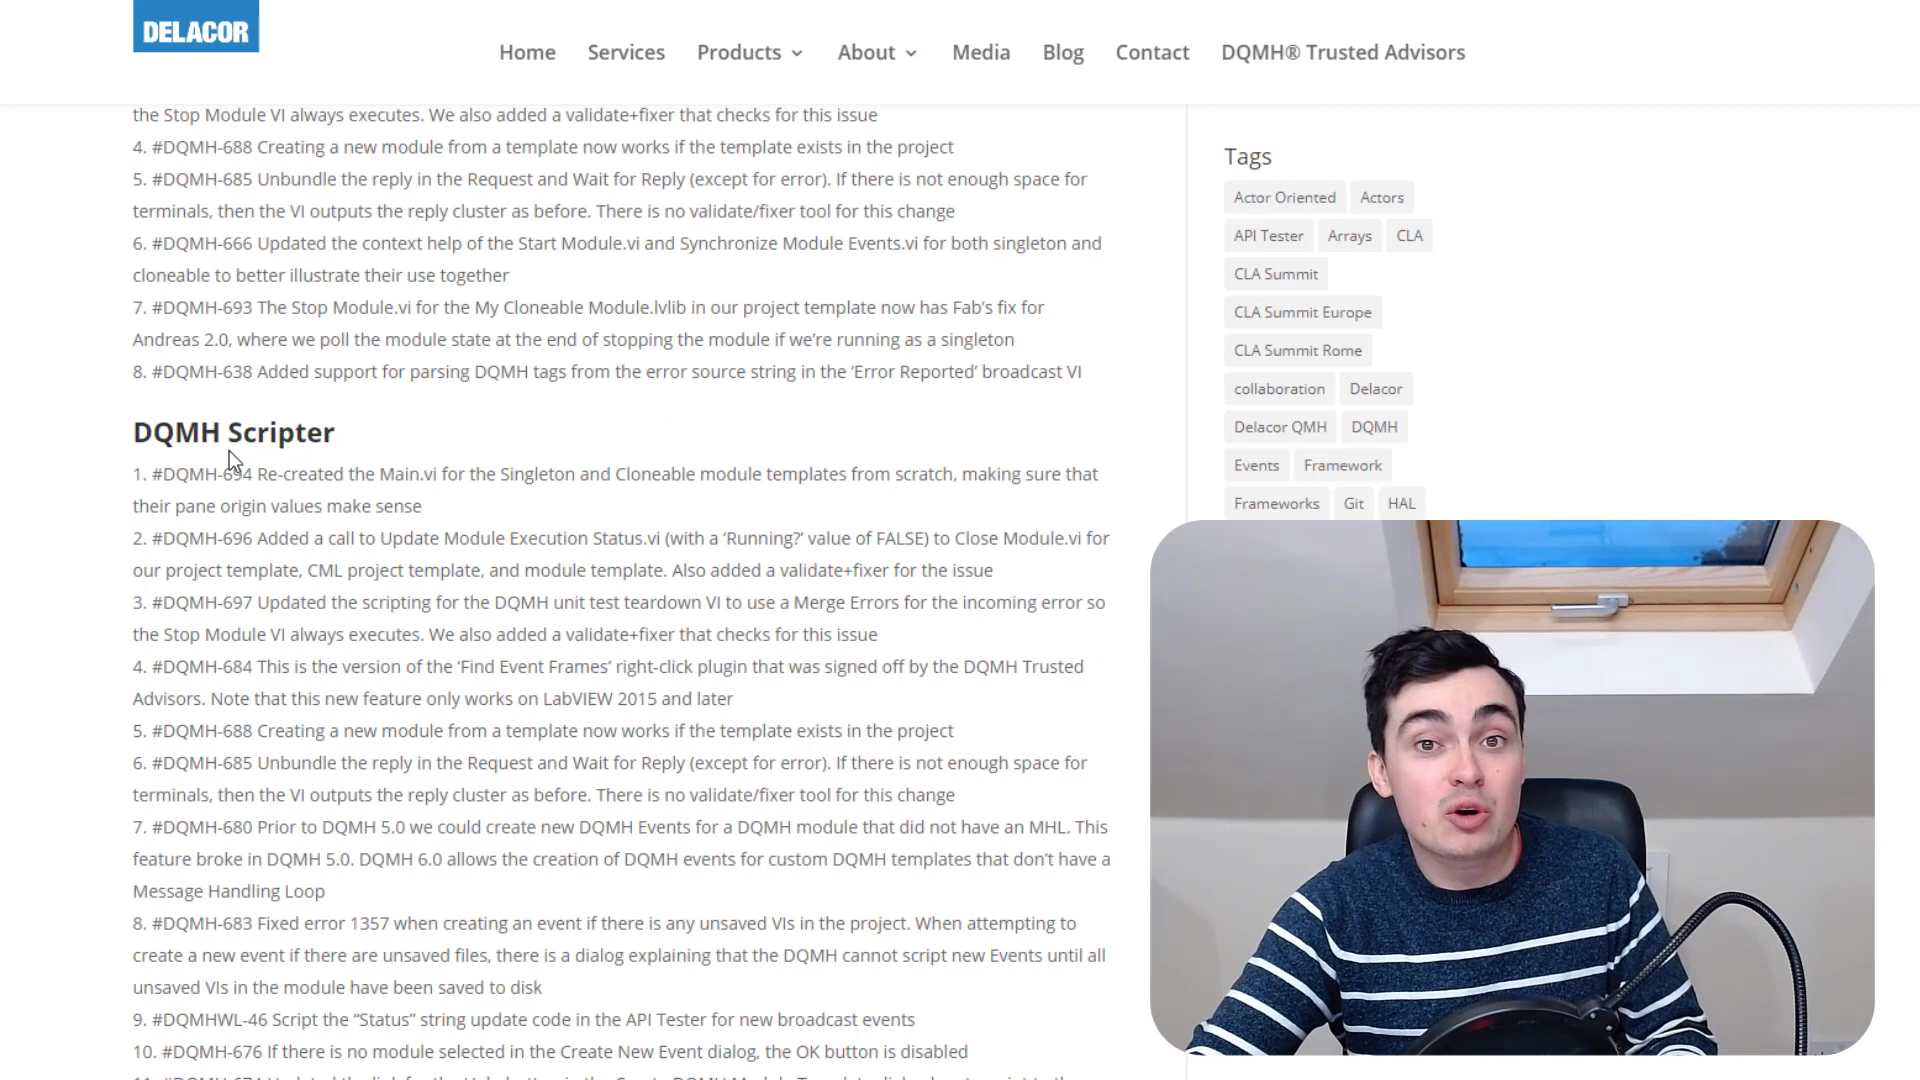 DELACOR
Home Services Products About Media Blog Contact DQMH® Trusted Advisors
the Stop Module VI always executes. We also added a validate+fixer that checks for this issue
4. #DQMH-688 Creating a new module from a template now works if the template exists in the project
5. #DQMH-685 Unbundle the reply in the Request and Wait for Reply (except for error). If there is not enough space for
terminals, then the VI outputs the reply cluster as before. There is no validate/fixer tool for this change
6. #DQMH-666 Updated the context help of the Start Module.vi and Synchronize Module Events.vi for both singleton and
cloneable to better illustrate their use together
7. #DQMH-693 The Stop Module.vi for the My Cloneable Module.lvlib in our project template now has Fab’s fix for
Andreas 2.0, where we poll the module state at the end of stopping the module if we’re running as a singleton
8. #DQMH-638 Added support for parsing DQMH tags from the error source string in the ‘Error Reported’ broadcast VI
DQMH Scripter
1. #DQMH-694 Re-created the Main.vi for the Singleton and Cloneable module templates from scratch, making sure that
their pane origin values make sense
2. #DQMH-696 Added a call to Update Module Execution Status.vi (with a ‘Running?’ value of FALSE) to Close Module.vi for
our project template, CML project template, and module template. Also added a validate+fixer for the issue
3. #DQMH-697 Updated the scripting for the DQMH unit test teardown VI to use a Merge Errors for the incoming error so
the Stop Module VI always executes. We also added a validate+fixer that checks for this issue
4. #DQMH-684 This is the version of the ‘Find Event Frames’ right-click plugin that was signed off by the DQMH Trusted
Advisors. Note that this new feature only works on LabVIEW 2015 and later
5. #DQMH-688 Creating a new module from a template now works if the template exists in the project
6. #DQMH-685 Unbundle the reply in the Request and Wait for Reply (except for error). If there is not enough space for
terminals, then the VI outputs the reply cluster as before. There is no validate/fixer tool for this change
7. #DQMH-680 Prior to DQMH 5.0 we could create new DQMH Events for a DQMH module that did not have an MHL. This
feature broke in DQMH 5.0. DQMH 6.0 allows the creation of DQMH events for custom DQMH templates that don’t have a
Message Handling Loop
8. #DQMH-683 Fixed error 1357 when creating an event if there is any unsaved VIs in the project. When attempting to
create a new event if there are unsaved files, there is a dialog explaining that the DQMH cannot script new Events until all
unsaved VIs in the module have been saved to disk
9. #DQMHWL-46 Script the “Status” string update code in the API Tester for new broadcast events
10. #DQMH-676 If there is no module selected in the Create New Event dialog, the OK button is disabled
Tags
Actor Oriented Actors
API Tester Arrays CLA
CLA Summit
CLA Summit Europe
CLA Summit Rome
collaboration Delacor
Delacor QMH DQMH
Events Framework
Frameworks Git HAL